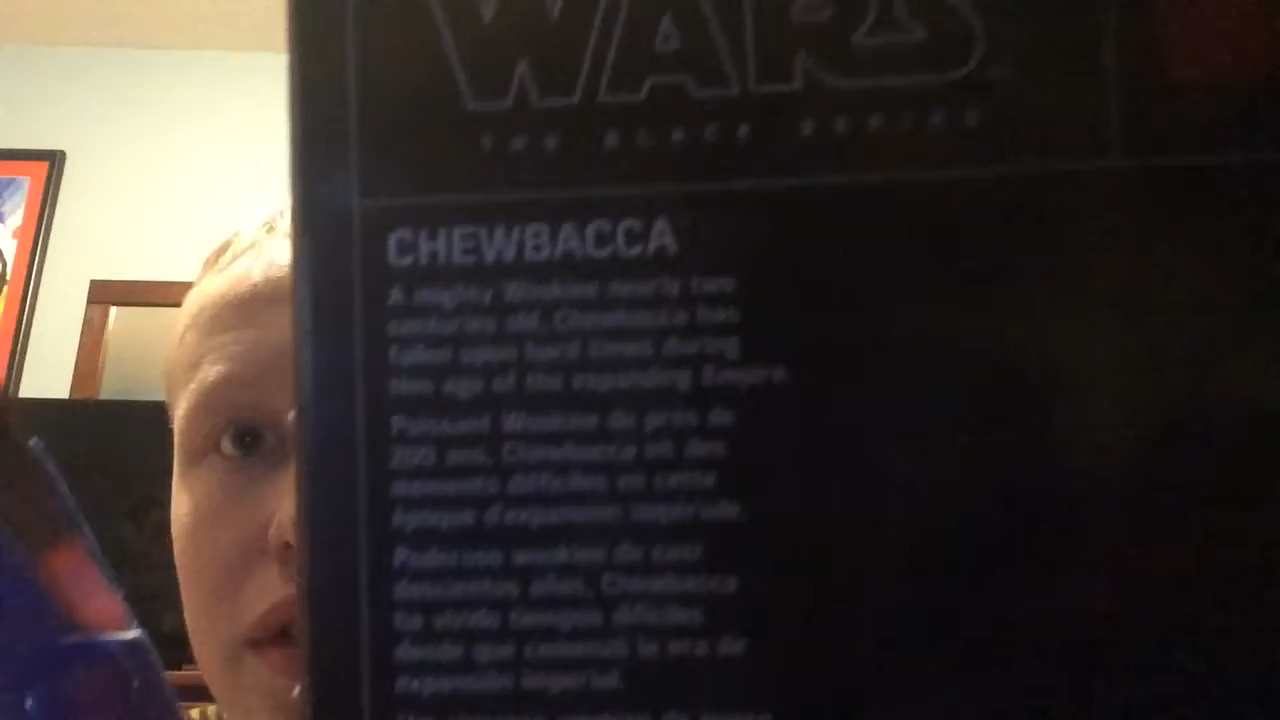 WARS
THE BLACK SERIES
CHEWBACCA
A mighty Wookiee nearly two
centuries old, Chewbacca has
fallen upon hard times during
this age of the expanding Empire.
Puissant Wookiee de près de
200 ans, Chewbacca vit des
moments difficiles en cette
époque d'expansion impériale.
Poderoso wookiee de casi
doscientos años, Chewbacca
ha vivido tiempos difíciles
desde que comenzó la era de
expansión imperial.